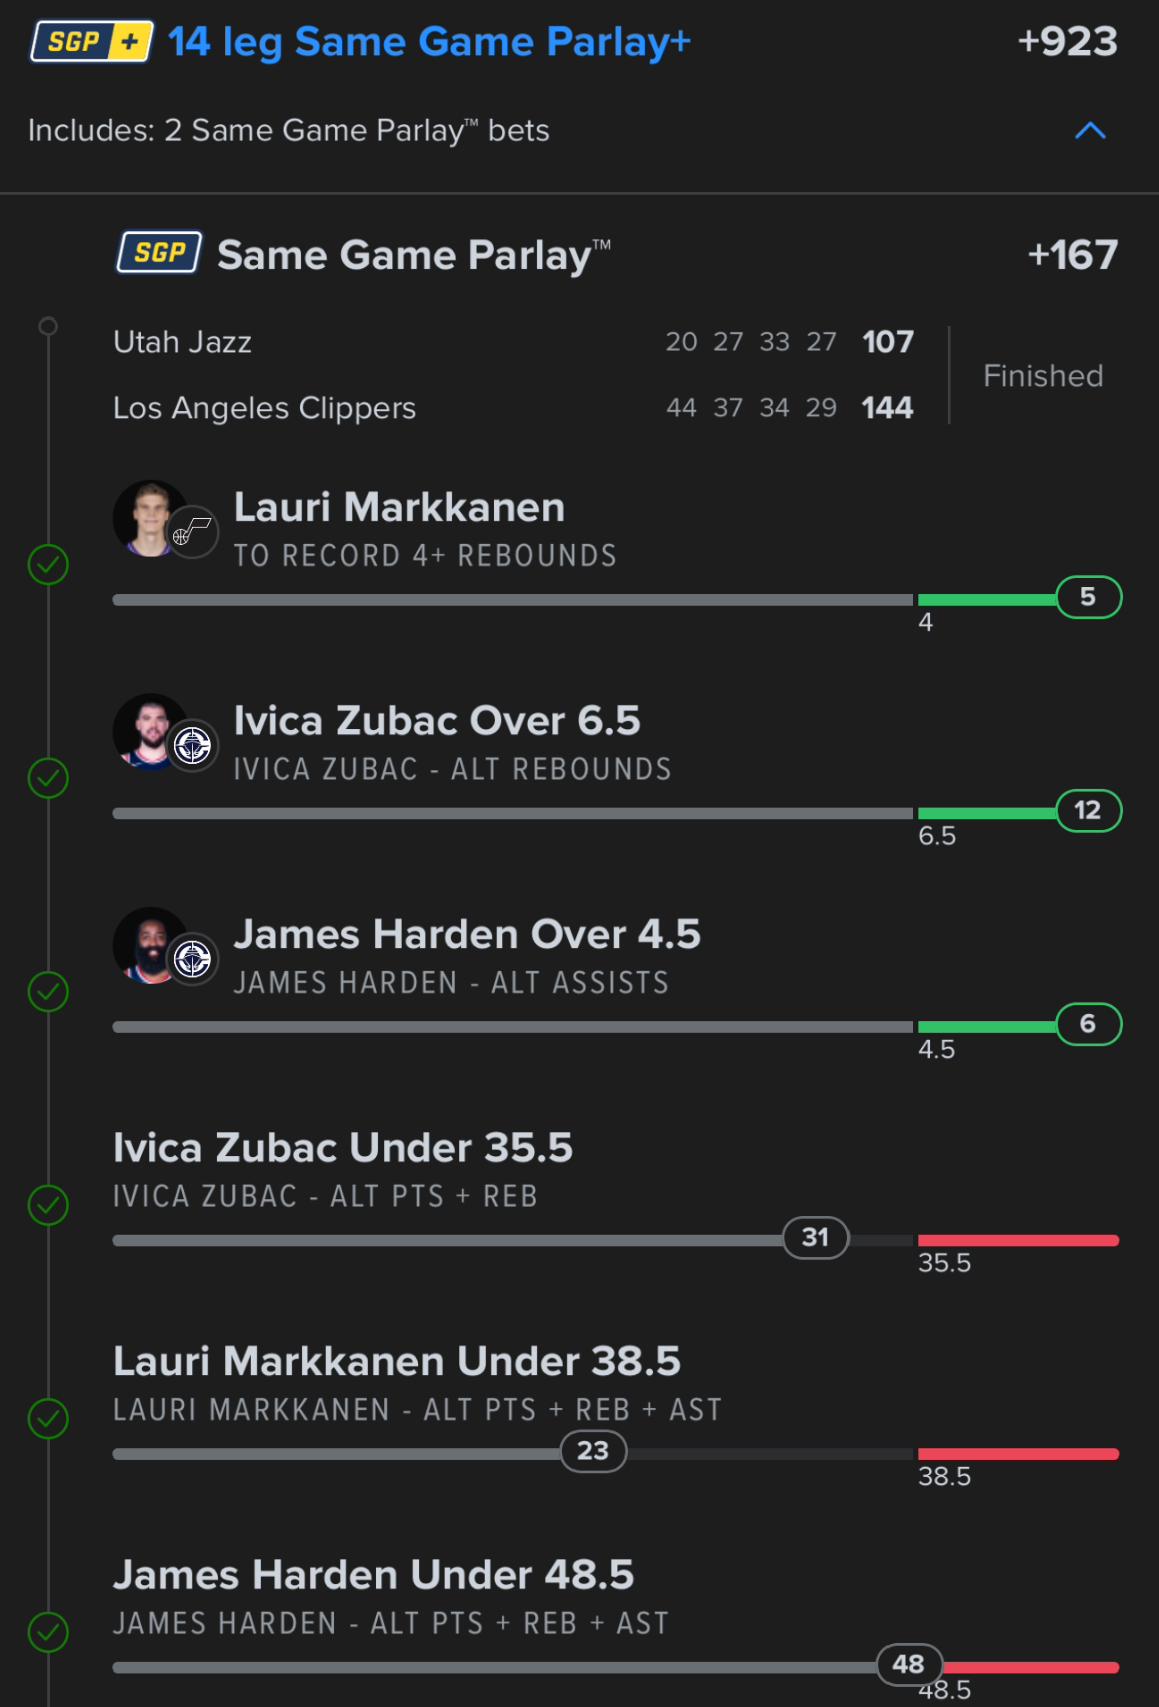 SGP + 14 leg Same Game Parlay+ +923
Includes: 2 Same Game Parlay™ bets
SGP Same Game Parlay™ +167
Utah Jazz 20 27 33 27 107
Finished
Los Angeles Clippers 44 37 34 29 144
Lauri Markkanen
TO RECORD 4+ REBOUNDS
5
4
Ivica Zubac Over 6.5
IVICA ZUBAC - ALT REBOUNDS
12
6.5
James Harden Over 4.5
JAMES HARDEN - ALT ASSISTS
6
4.5
Ivica Zubac Under 35.5
IVICA ZUBAC - ALT PTS + REB
31
35.5
Lauri Markkanen Under 38.5
LAURI MARKKANEN - ALT PTS + REB + AST
23
38.5
James Harden Under 48.5
JAMES HARDEN - ALT PTS + REB + AST
48
48.5